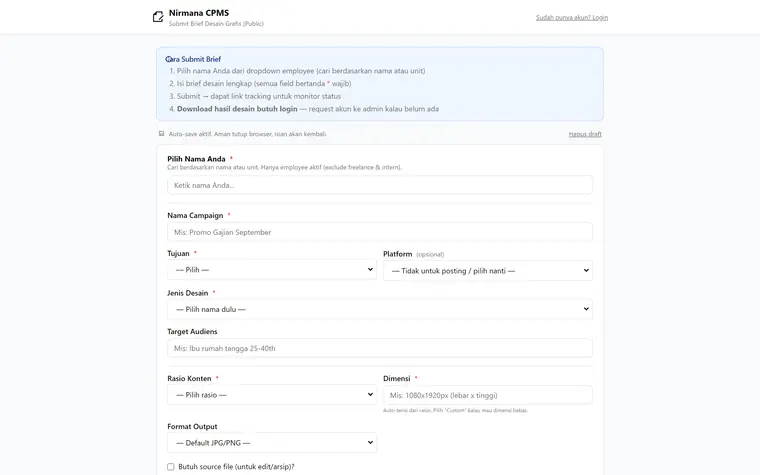 Nirmana CPMS
Submit Brief Desain Grafis (Public)
Sudah punya akun? Login
Cara Submit Brief
1. Pilih nama Anda dari dropdown employee (cari berdasarkan nama atau unit)
2. Isi brief desain lengkap (semua field bertanda * wajib)
3. Submit → dapat link tracking untuk monitor status
4. Download hasil desain butuh login — request akun ke admin kalau belum ada
Auto-save aktif. Aman tutup browser, isian akan kembali.
Hapus draft
Pilih Nama Anda *
Cari berdasarkan nama atau unit. Hanya employee aktif (exclude freelance & intern).
Ketik nama Anda...
Nama Campaign *
Mis: Promo Gajian September
Tujuan *
Platform (opsional)
— Pilih —
— Tidak untuk posting / pilih nanti —
Jenis Desain *
— Pilih nama dulu —
Target Audiens
Mis: Ibu rumah tangga 25-40th
Rasio Konten *
Dimensi *
— Pilih rasio —
Mis: 1080x1920px (lebar x tinggi)
Auto-terisi dari rasio. Pilih "Custom" kalau mau dimensi bebas.
Format Output
— Default JPG/PNG —
Butuh source file (untuk edit/arsip)?